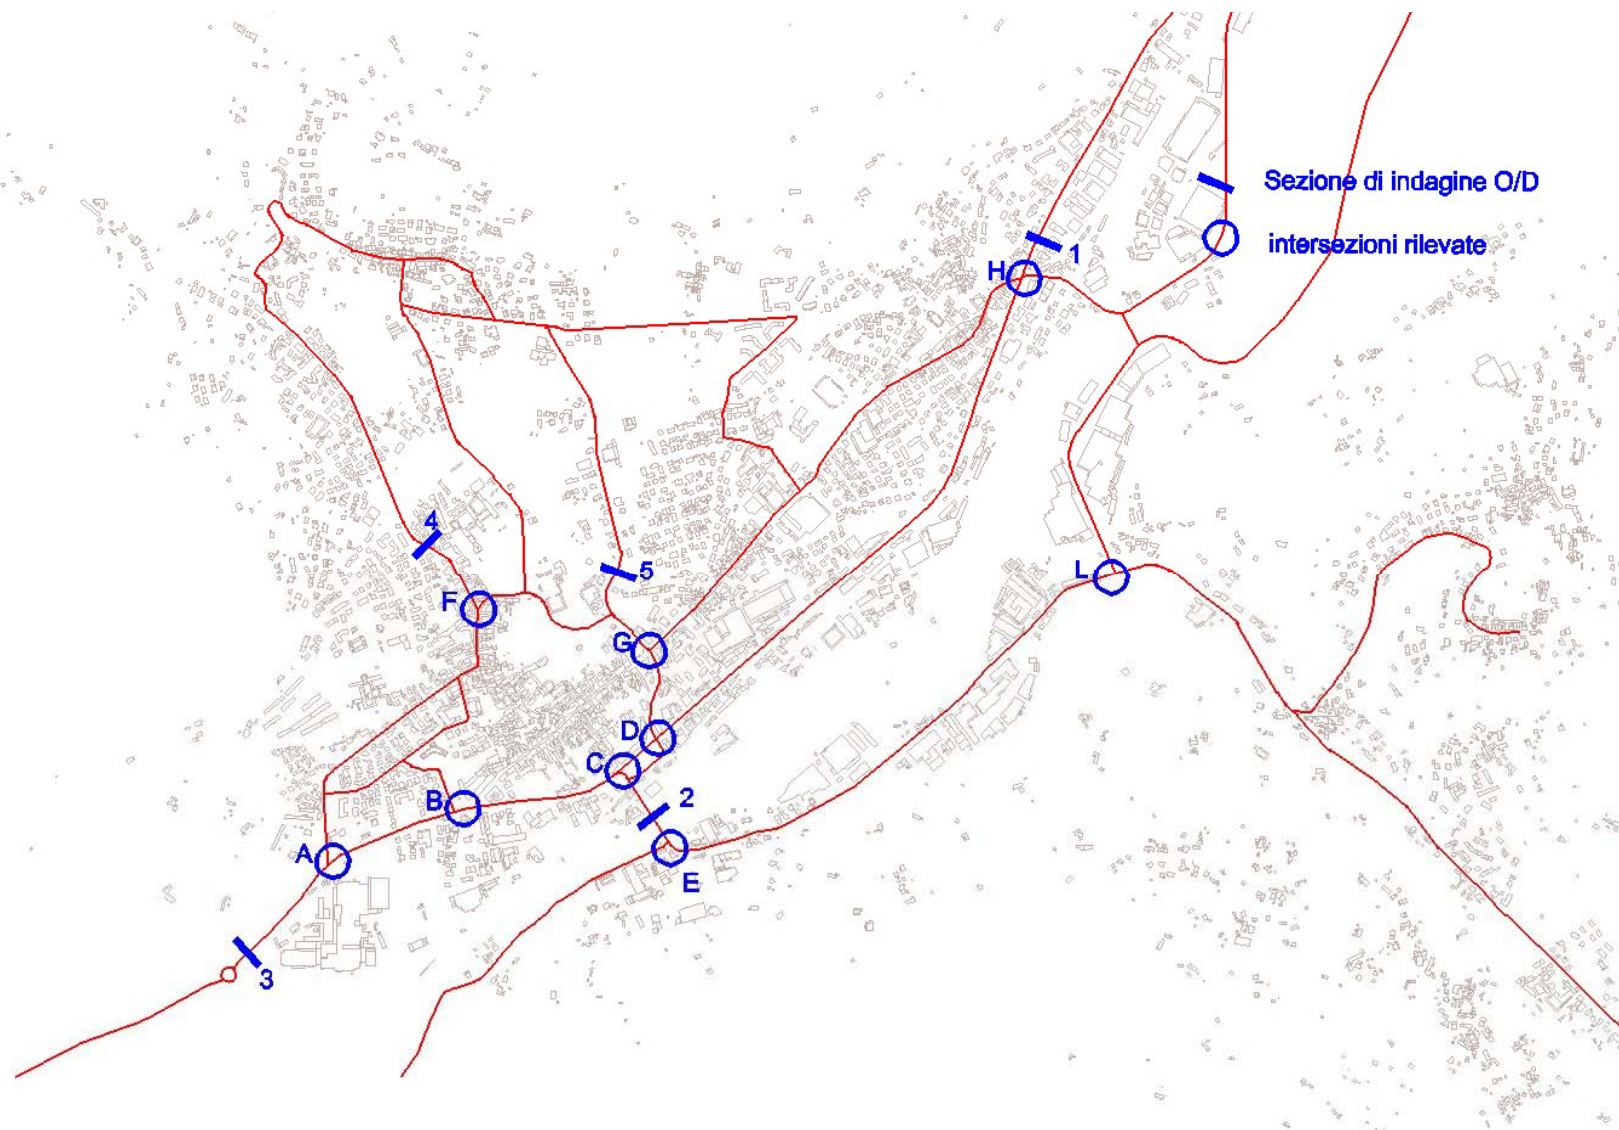 Sezione di indagine O/D
H
1
intersezioni rilevate
4
5
L
F
G
D
C
2
B
A
E
3